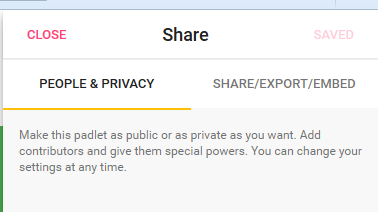 CLOSE Share SAVED
PEOPLE & PRIVACY SHARE/EXPORT/EMBED
Make this padlet as public or as private as you want. Add
contributors and give them special powers. You can change your
settings at any time.